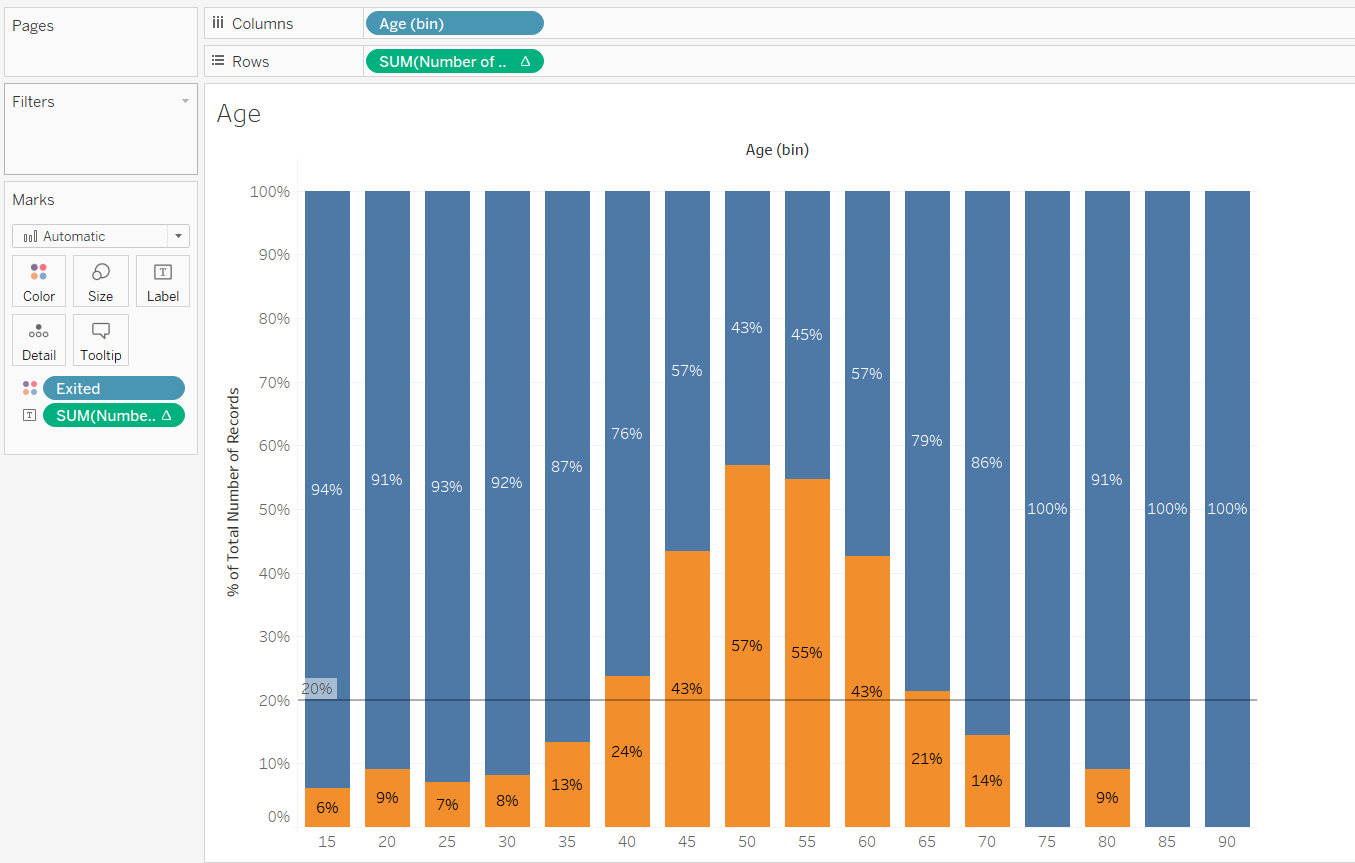 Pages
Columns
Age (bin)
Rows
SUM(Number of .. Δ
Filters
Marks
Automatic
Color
Size
T
Label
Detail
Tooltip
Exited
T
SUM(Numbe.. Δ
Age
Age (bin)
% of Total Number of Records
100%
90%
80%
70%
60%
50%
40%
30%
20%
10%
0%
43%
45%
57%
57%
76%
79%
86%
87%
94%
91%
93%
92%
100%
91%
100%
100%
20%
57%
55%
43%
43%
24%
21%
13%
14%
6%
9%
7%
8%
9%
15 20 25 30 35 40 45 50 55 60 65 70 75 80 85 90